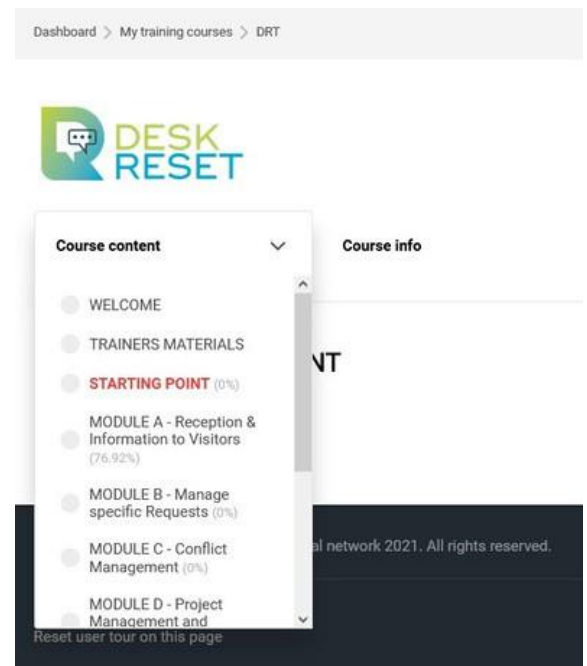 Dashboard > My training courses > DRT
DESK
RESET
Course content
Course info
WELCOME
TRAINERS MATERIALS
STARTING POINT (0%)
MODULE A - Reception &
Information to Visitors
(76.92%)
MODULE B - Manage
specific Requests (0%)
MODULE C - Conflict
Management (0%)
MODULE D - Project
Management and
NT
al network 2021. All rights reserved.
Reset user tour on this page